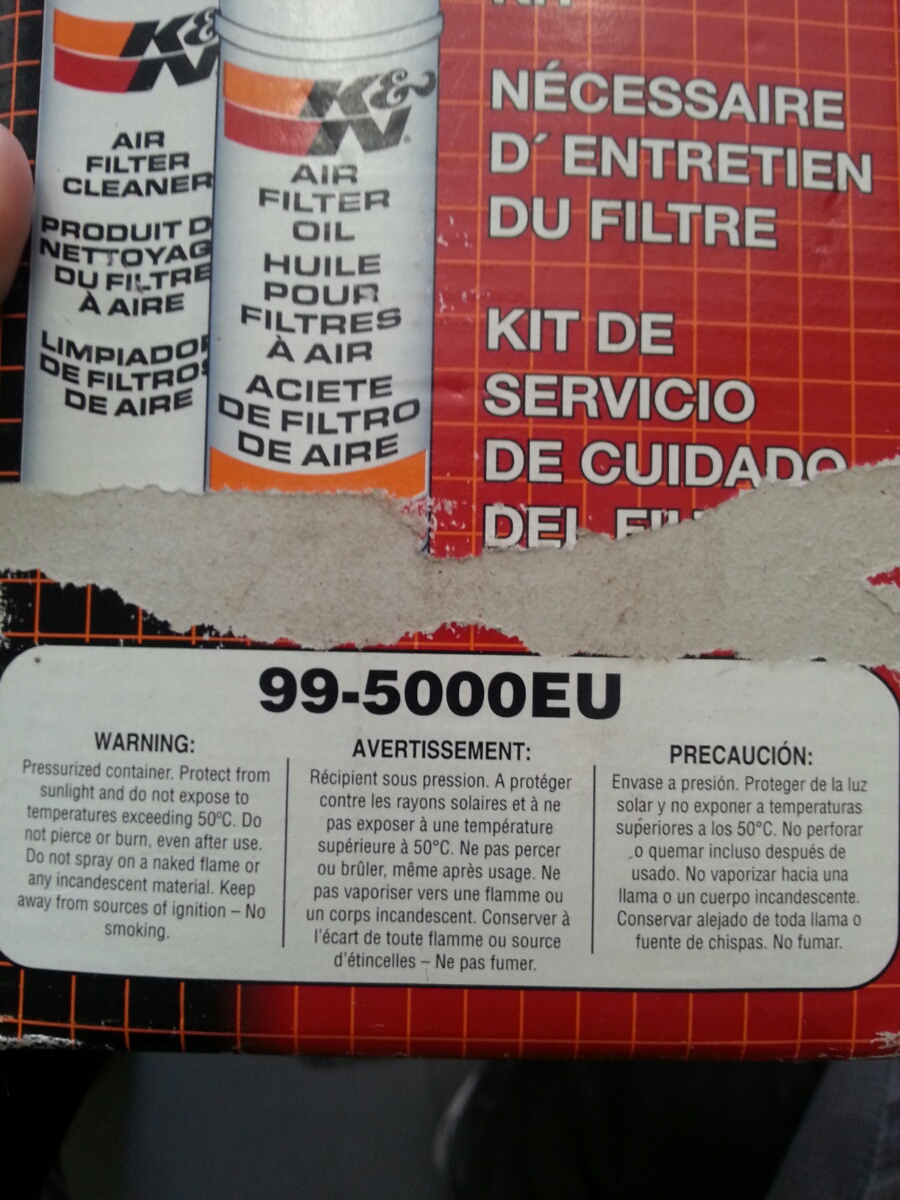 K&N
AIR
FILTER
CLEANER
PRODUIT D
NETTOYAG
DU FILTRE
À AIRE
LIMPIADOR
DE FILTROS
DE AIRE
K&N
AIR
FILTER
OIL
HUILE
POUR
FILTRES
À AIR
ACIETE
DE FILTRO
DE AIRE
KIT
NÉCESSAIRE
D´ ENTRETIEN
DU FILTRE
KIT DE
SERVICIO
DE CUIDADO
DEL
99-5000EU
WARNING:
Pressurized container. Protect from
sunlight and do not expose to
temperatures exceeding 50ºC. Do
not pierce or burn, even after use.
Do not spray on a naked flame or
any incandescent material. Keep
away from sources of ignition – No
smoking.
AVERTISSEMENT:
Récipient sous pression. A protéger
contre les rayons solaires et à ne
pas exposer à une température
supérieure à 50°C. Ne pas percer
ou brûler, même après usage. Ne
pas vaporiser vers une flamme ou
un corps incandescent. Conserver à
l'écart de toute flamme ou source
d'étincelles – Ne pas fumer.
PRECAUCIÓN:
Envase a presión. Proteger de la luz
solar y no exponer a temperaturas
superiores a los 50°C. No perforar
o quemar incluso después de
usado. No vaporizar hacia una
llama o un cuerpo incandescente.
Conservar alejado de toda llama o
fuente de chispas. No fumar.